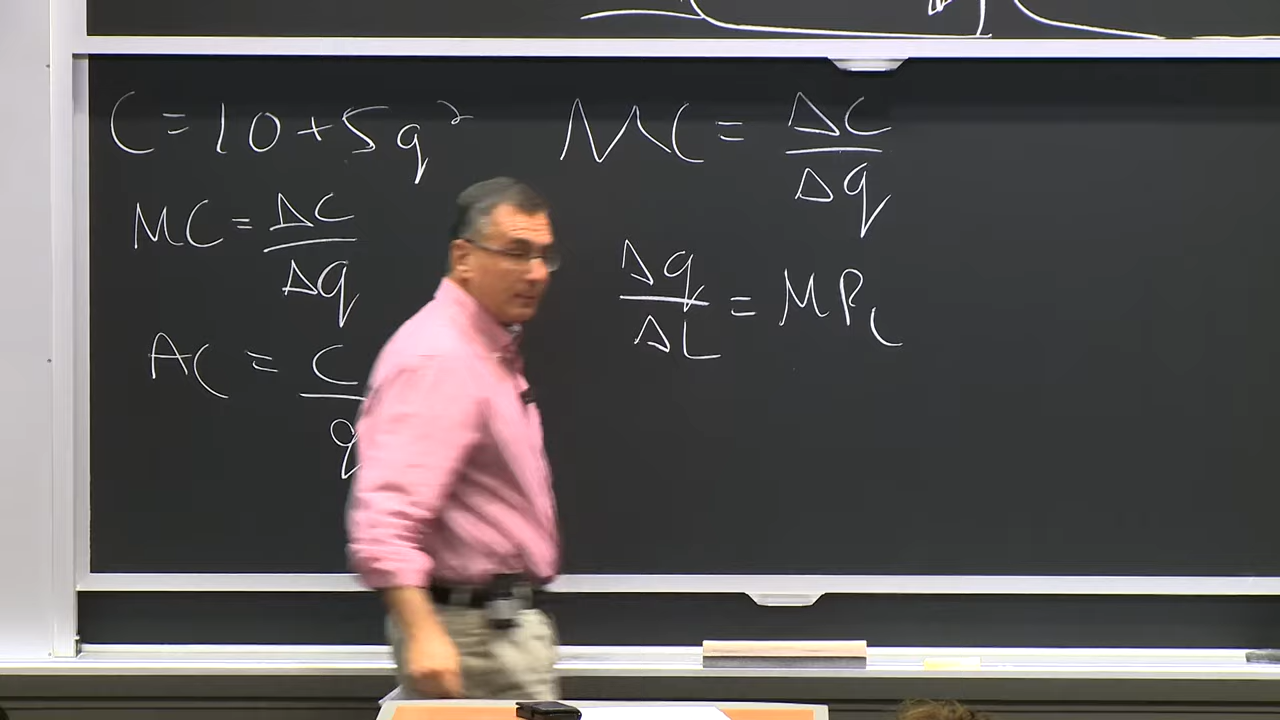 C = 10 + 5q²
MC = ΔC/Δq
AC = C/q
MC = ΔC/Δq
Δq/ΔL = MP_L